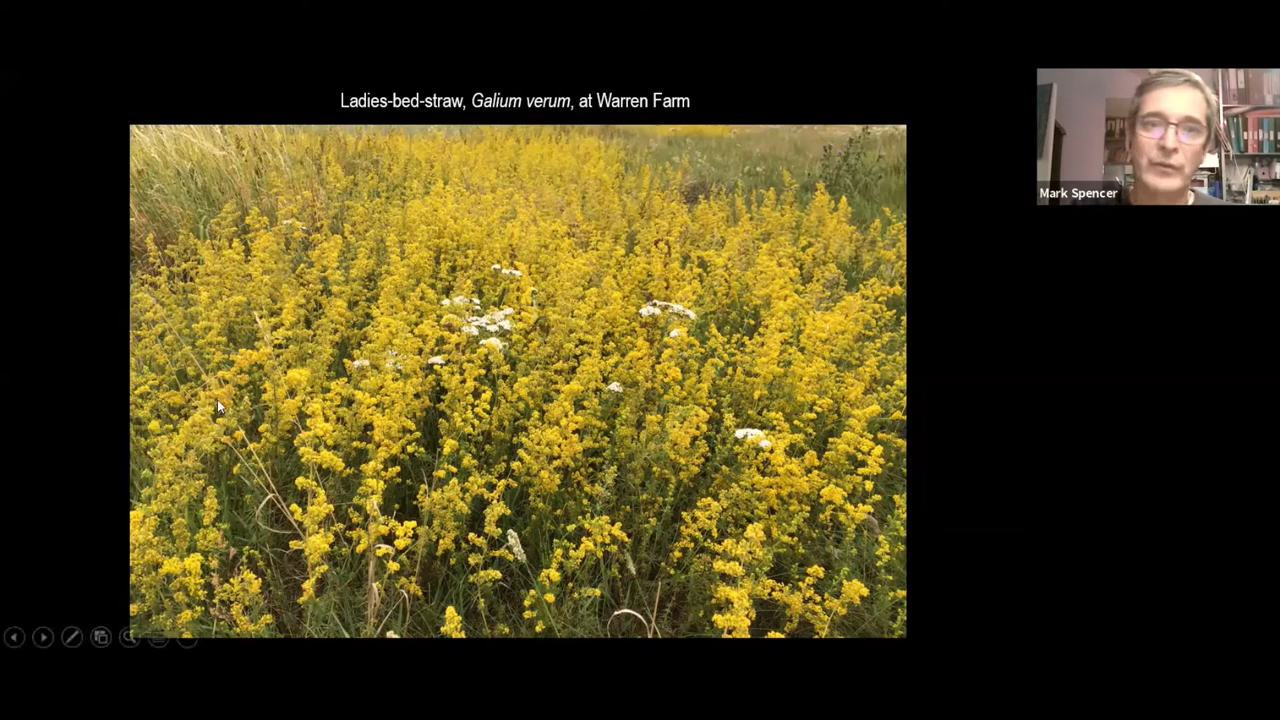 Ladies-bed-straw, Galium verum, at Warren Farm
Mark Spencer